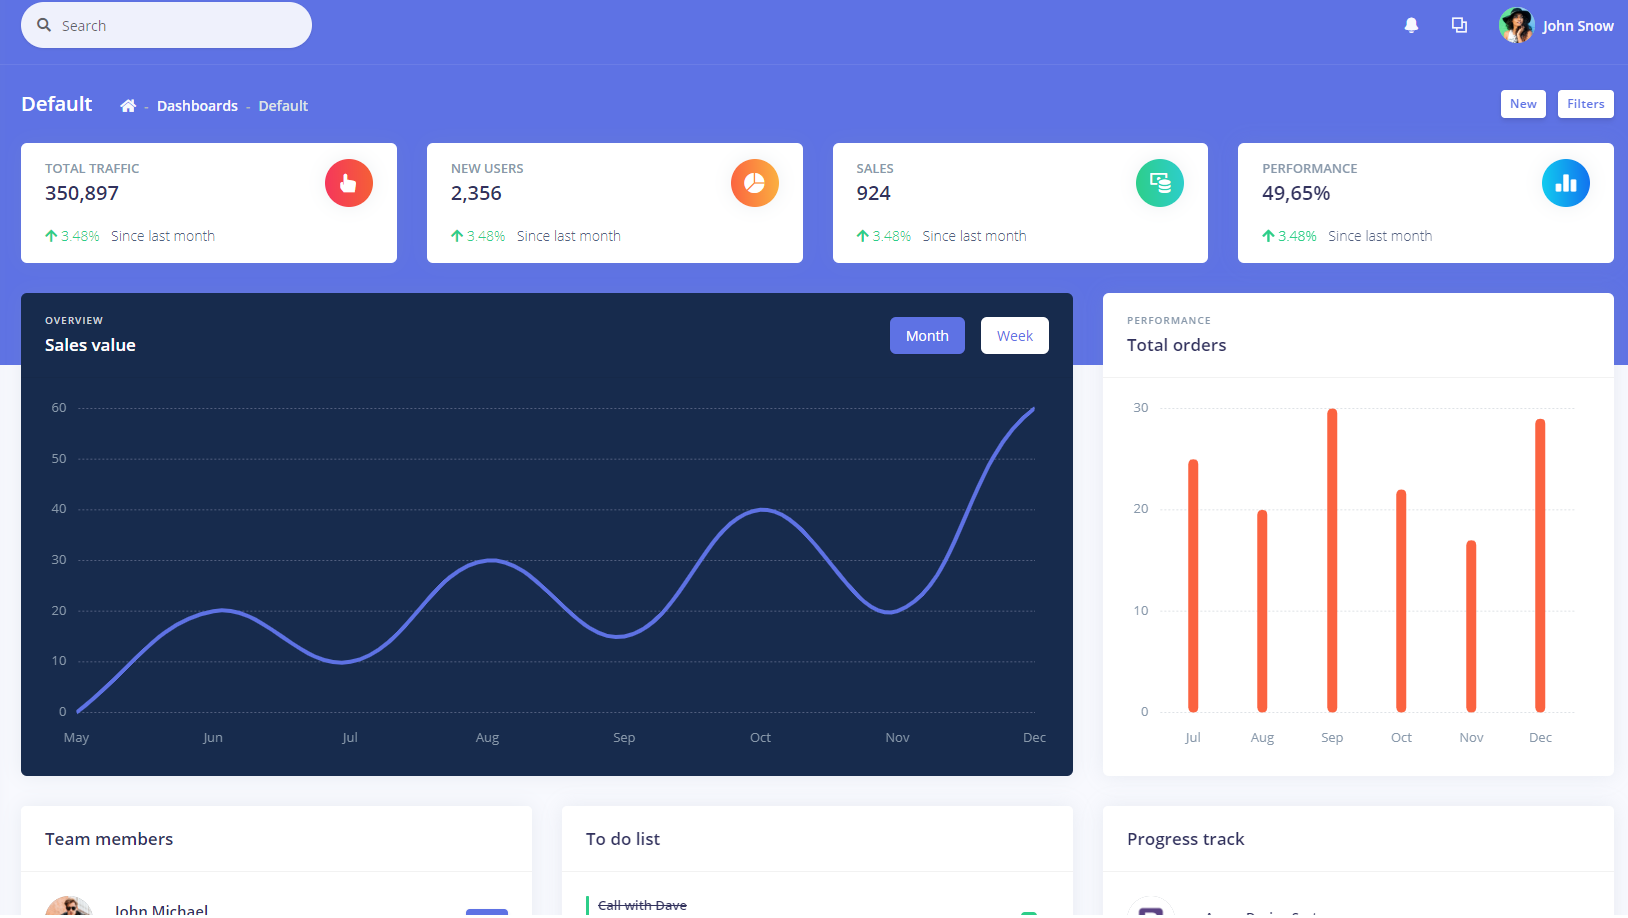 Search
John Snow
Default
- Dashboards - Default
New
Filters
TOTAL TRAFFIC
350,897
3.48% Since last month
NEW USERS
2,356
3.48% Since last month
SALES
924
3.48% Since last month
PERFORMANCE
49,65%
3.48% Since last month
OVERVIEW
Sales value
Month
Week
60
50
40
30
20
10
0
May Jun Jul Aug Sep Oct Nov Dec
PERFORMANCE
Total orders
30
20
10
0
Jul Aug Sep Oct Nov Dec
Team members
John Michael
To do list
Call with Dave
Progress track